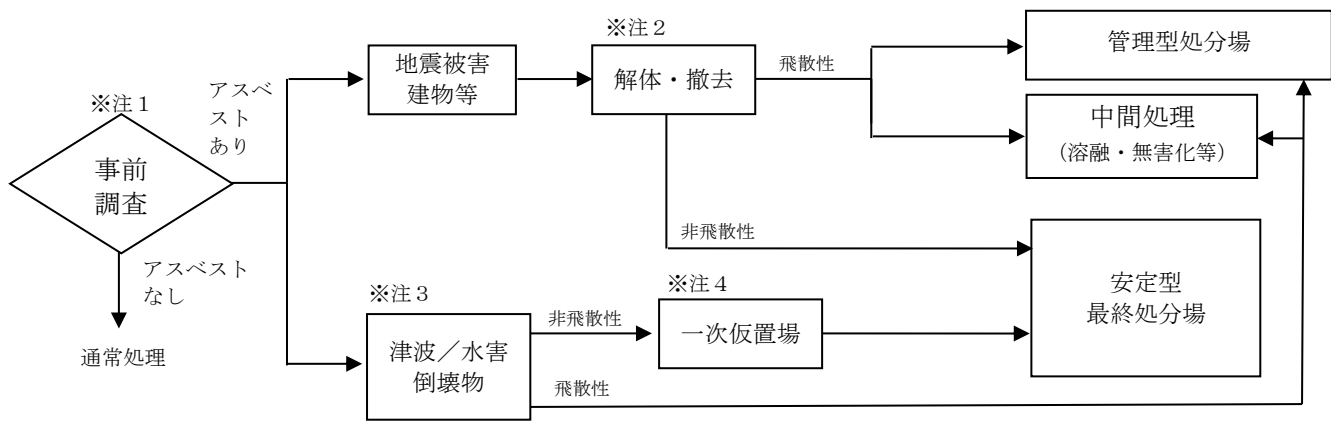 ※注１
事前
調査
アスベ
スト
あり
アスベスト
なし
通常処理
地震被害
建物等
※注２
解体・撤去
飛散性
管理型処分場
中間処理
（溶融・無害化等）
非飛散性
※注３
津波／水害
倒壊物
非飛散性
※注４
一次仮置場
安定型
最終処分場
飛散性